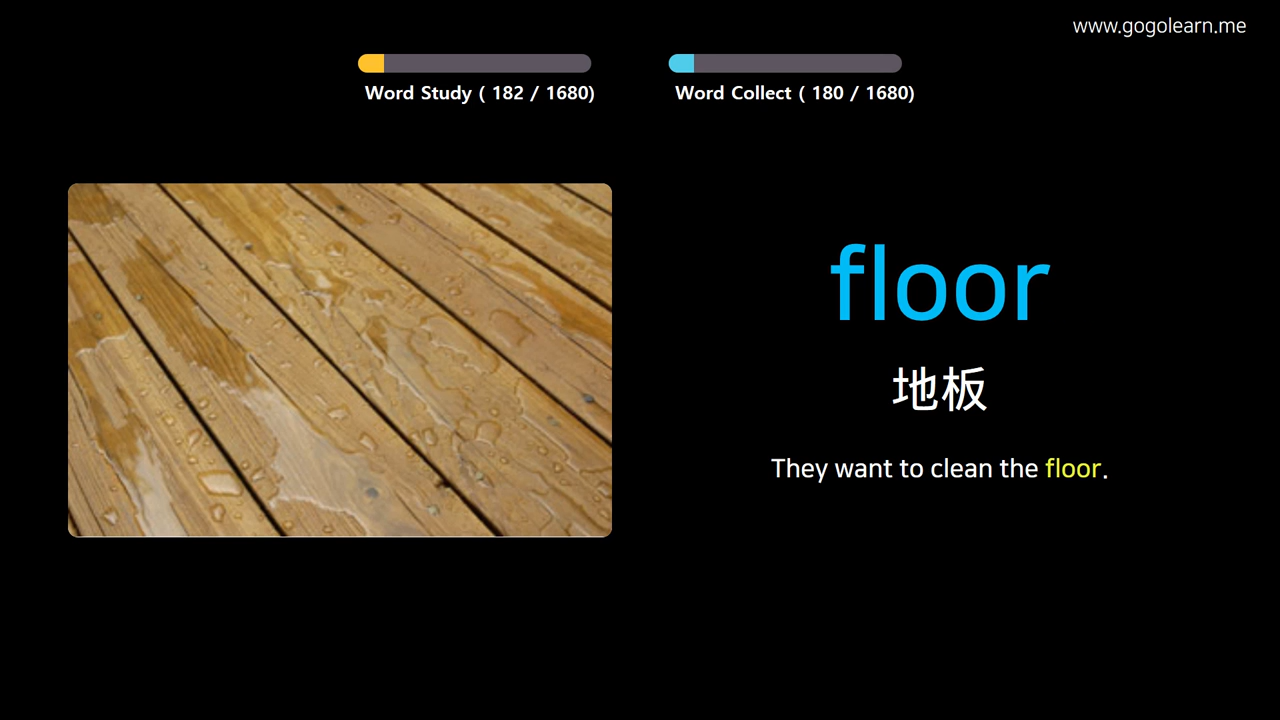 www.gogolearn.me
Word Study ( 182 / 1680)
Word Collect ( 180 / 1680)
floor
地板
They want to clean the floor.